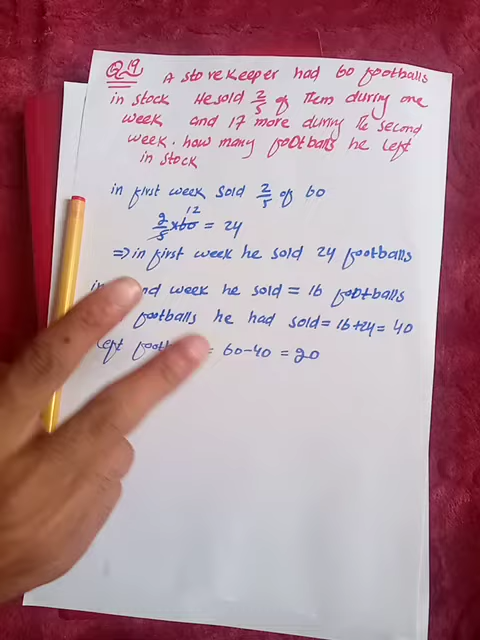 Q 19 A storekeeper had 60 footballs
in stock He sold 2/5 of them during one
week and 17 more during the second
week. how many footballs he left
in stock
in first week sold 2/5 of 60
2/5 × 60 12 = 24
=> in first week he sold 24 footballs
week he sold = 16 footballs
footballs he had sold = 16+24 = 40
left = 60-40 = 20